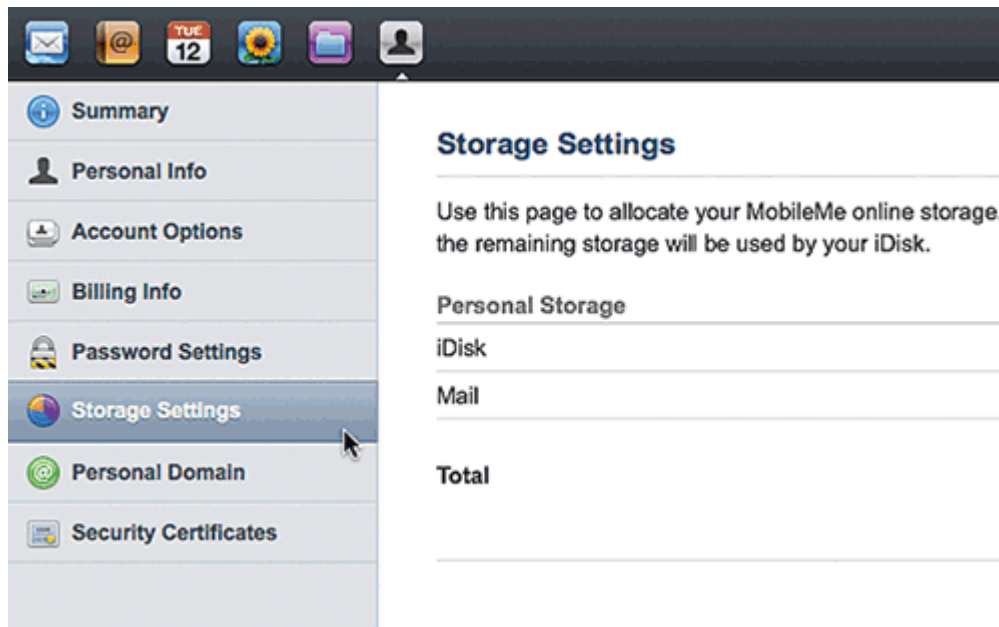 TUE
12
Summary
Personal Info
Account Options
Billing Info
Password Settings
Storage Settings
Personal Domain
Security Certificates
Storage Settings
Use this page to allocate your MobileMe online storage.
the remaining storage will be used by your iDisk.
Personal Storage
iDisk
Mail
Total